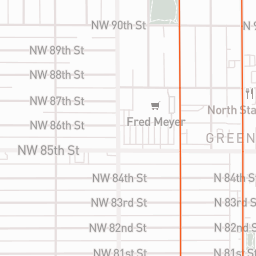 NW 90th St
N 9
NW 89th St
NW 88th St
NW 87th St
North Sta
Fred Meyer
NW 86th St
GREEN
NW 85th St
NW 84th St
N 84th St
NW 83rd St
N 83rd St
NW 82nd St
N 82nd St
NW 81st St
N 81st St